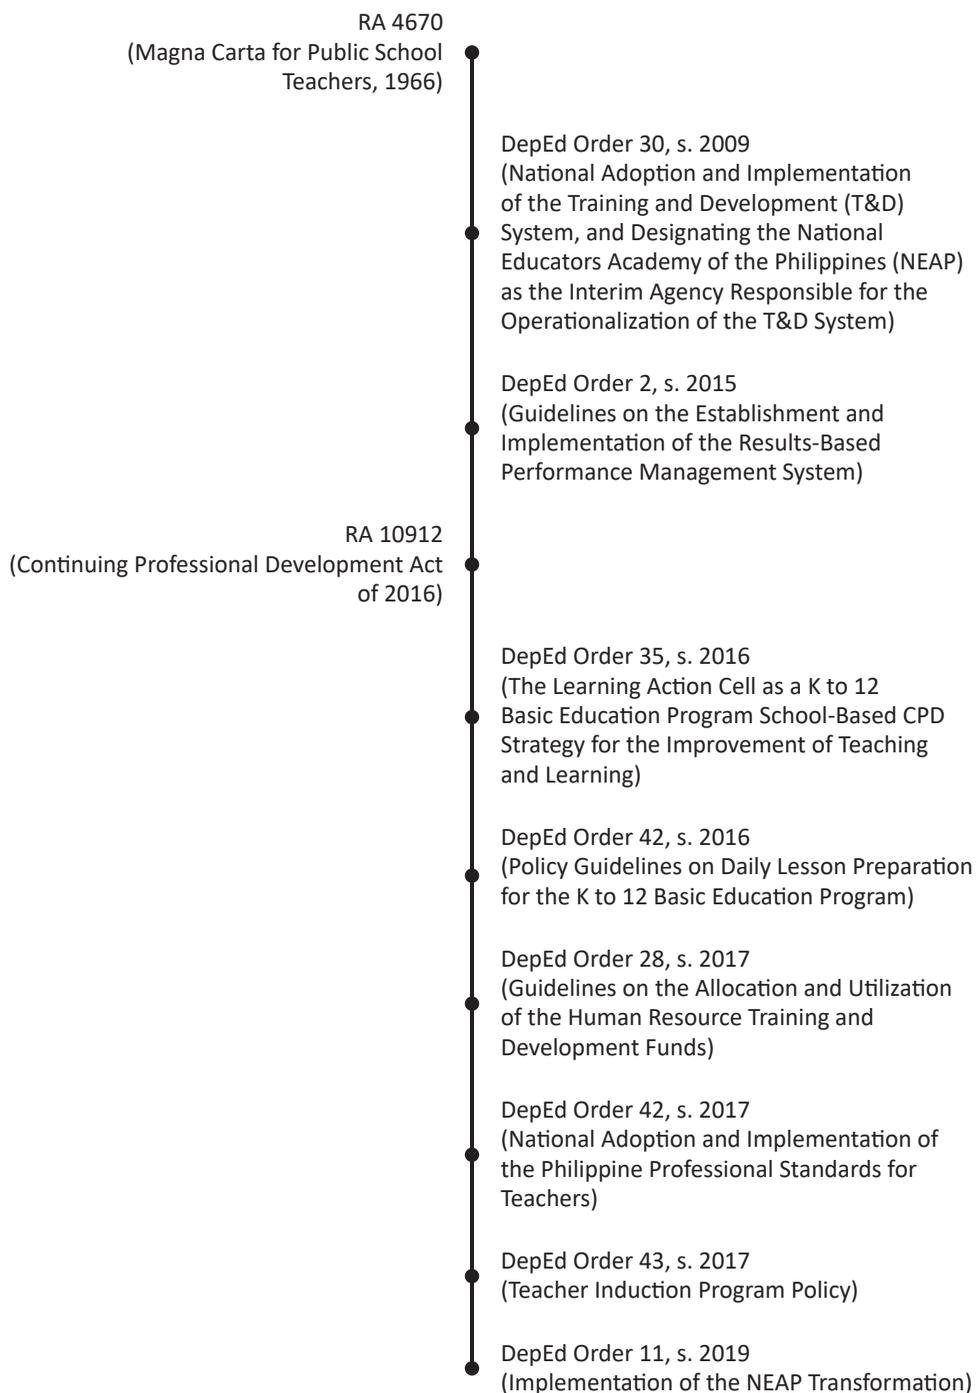 RA 4670
(Magna Carta for Public School
Teachers, 1966)
DepEd Order 30, s. 2009
(National Adoption and Implementation
of the Training and Development (T&D)
System, and Designating the National
Educators Academy of the Philippines (NEAP)
as the Interim Agency Responsible for the
Operationalization of the T&D System)
DepEd Order 2, s. 2015
(Guidelines on the Establishment and
Implementation of the Results-Based
Performance Management System)
RA 10912
(Continuing Professional Development Act
of 2016)
DepEd Order 35, s. 2016
(The Learning Action Cell as a K to 12
Basic Education Program School-Based CPD
Strategy for the Improvement of Teaching
and Learning)
DepEd Order 42, s. 2016
(Policy Guidelines on Daily Lesson Preparation
for the K to 12 Basic Education Program)
DepEd Order 28, s. 2017
(Guidelines on the Allocation and Utilization
of the Human Resource Training and
Development Funds)
DepEd Order 42, s. 2017
(National Adoption and Implementation of
the Philippine Professional Standards for
Teachers)
DepEd Order 43, s. 2017
(Teacher Induction Program Policy)
DepEd Order 11, s. 2019
(Implementation of the NEAP Transformation)